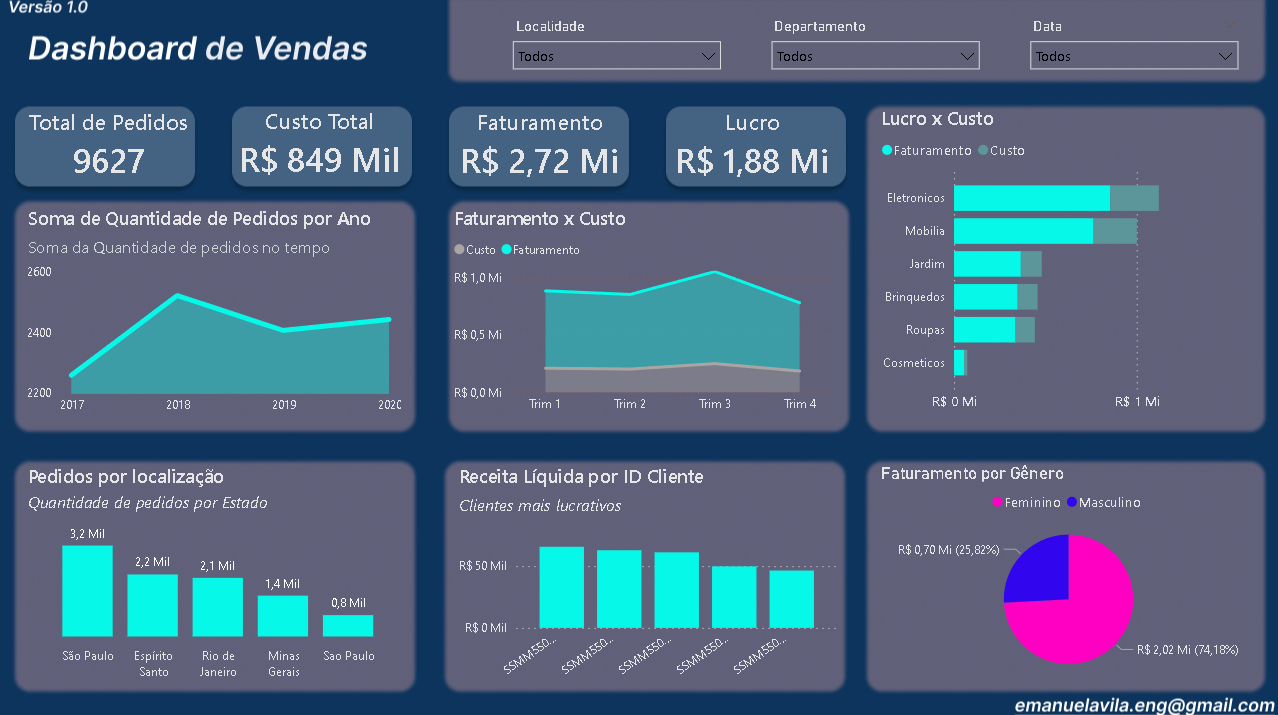 Versão 1.0
Dashboard de Vendas
Localidade
Todos
Departamento
Todos
Data
Todos
Total de Pedidos
9627
Custo Total
R$ 849 Mil
Faturamento
R$ 2,72 Mi
Lucro
R$ 1,88 Mi
Soma de Quantidade de Pedidos por Ano
Soma da Quantidade de pedidos no tempo
2600
2400
2200
2017 2018 2019 2020
Faturamento x Custo
Custo Faturamento
R$ 1,0 Mi
R$ 0,5 Mi
R$ 0,0 Mi
Trim 1 Trim 2 Trim 3 Trim 4
Lucro x Custo
Faturamento Custo
Eletronicos
Mobilia
Jardim
Brinquedos
Roupas
Cosmeticos
R$ 0 Mi R$ 1 Mi
Pedidos por localização
Quantidade de pedidos por Estado
3,2 Mil
2,2 Mil
2,1 Mil
1,4 Mil
0,8 Mil
São Paulo
Espírito
Santo
Rio de
Janeiro
Minas
Gerais
Sao Paulo
Receita Líquida por ID Cliente
Clientes mais lucrativos
R$ 50 Mil
R$ 0 Mil
SSMM550...
SSMM550...
SSMM550...
SSMM550...
SSMM550...
Faturamento por Gênero
Feminino Masculino
R$ 0,70 Mi (25,82%)
R$ 2,02 Mi (74,18%)
emanuelavila.eng@gmail.com